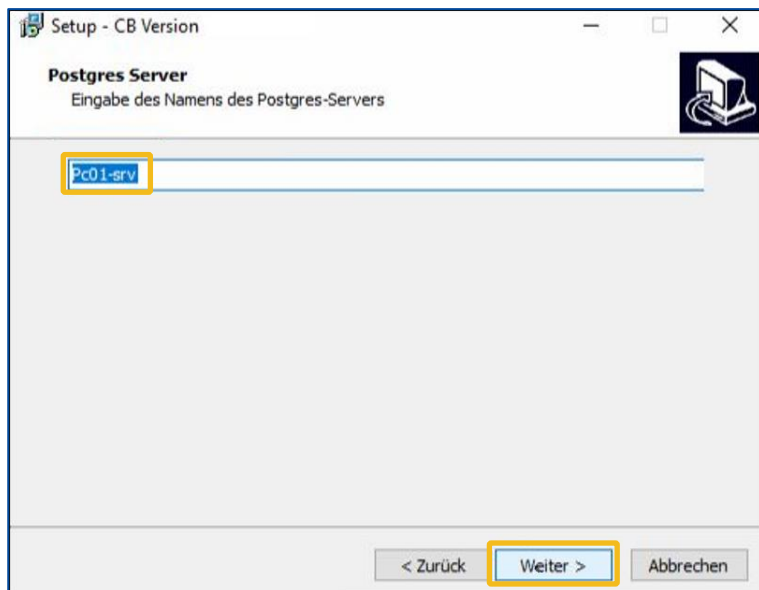 Setup - CB Version
Postgres Server
Eingabe des Namens des Postgres-Servers
Pc01-srv
< Zurück
Weiter >
Abbrechen